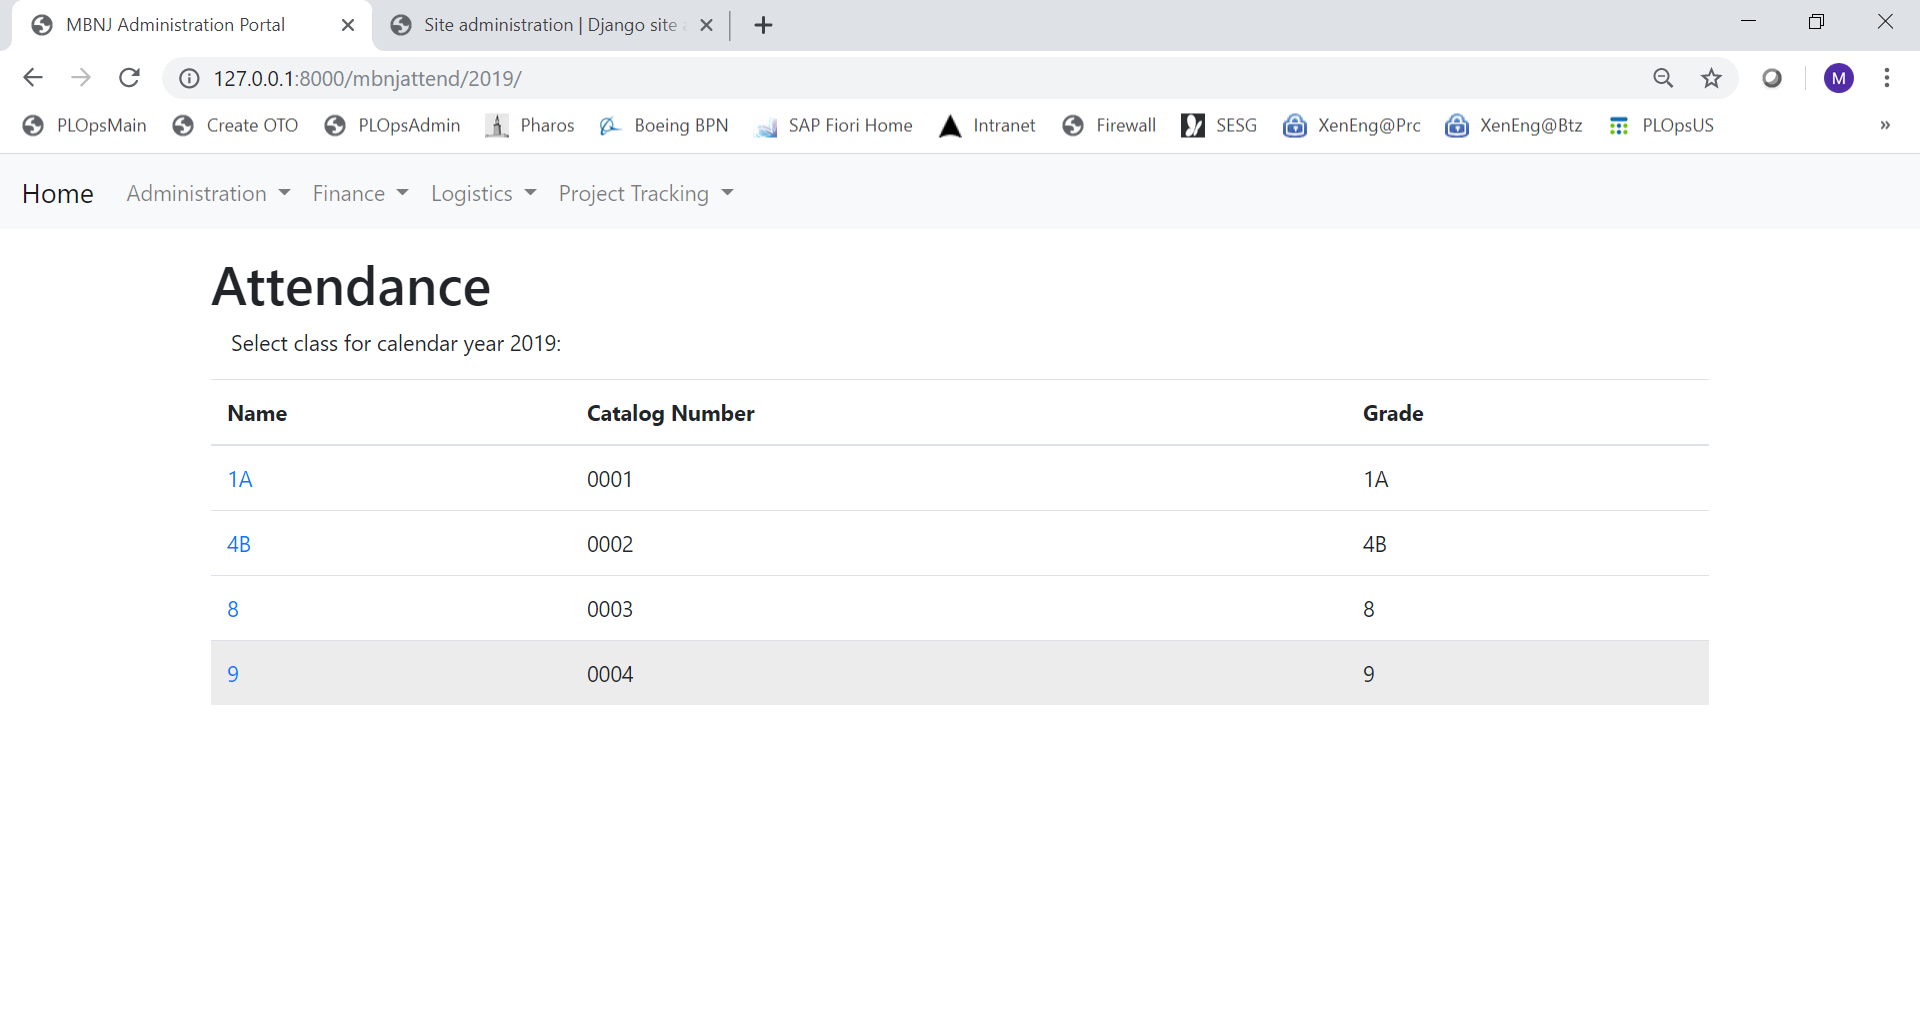 MBNJ Administration Portal Site administration | Django site
127.0.0.1:8000/mbnjattend/2019/ M
PLOpsMain Create OTO PLOpsAdmin Pharos Boeing BPN SAP Fiori Home Intranet Firewall SESG XenEng@Prc XenEng@Btz PLOpsUS »
Home Administration Finance Logistics Project Tracking
Attendance
Select class for calendar year 2019:
Name Catalog Number Grade
1A 0001 1A
4B 0002 4B
8 0003 8
9 0004 9